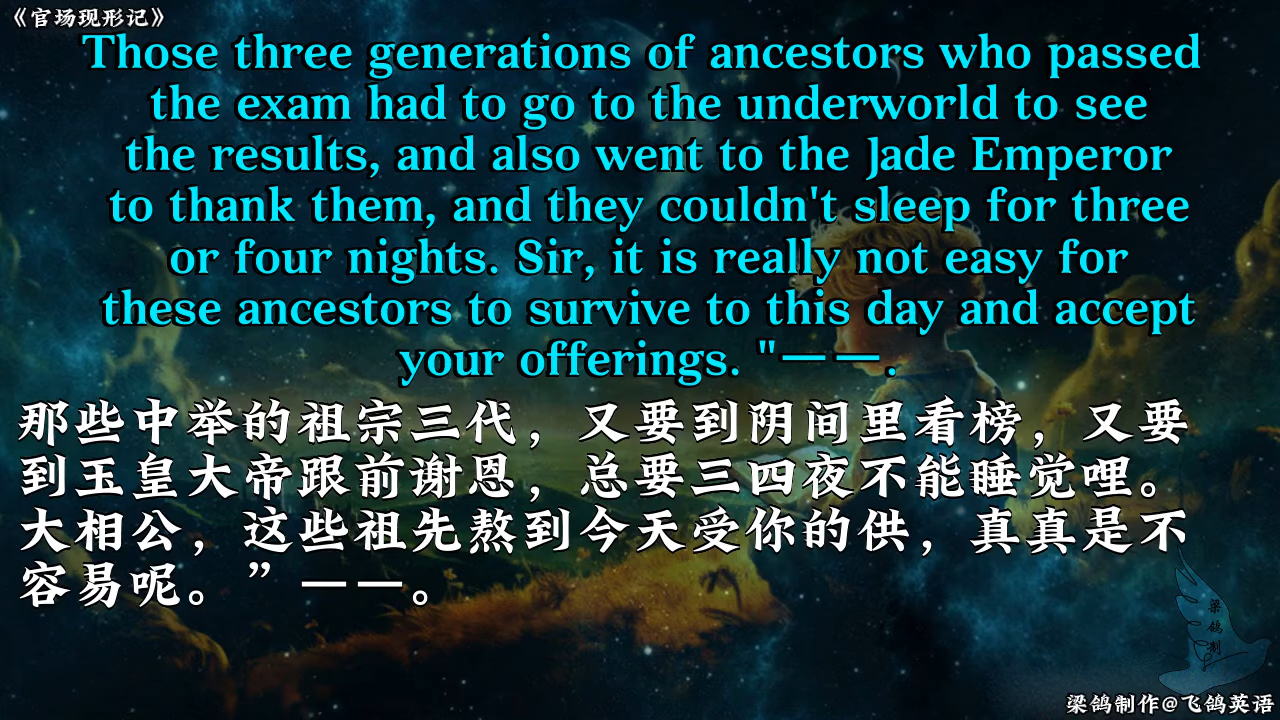 《官场现形记》
Those three generations of ancestors who passed
the exam had to go to the underworld to see
the results, and also went to the Jade Emperor
to thank them, and they couldn't sleep for three
or four nights. Sir, it is really not easy for
these ancestors to survive to this day and accept
your offerings. "——.
那些中举的祖宗三代，又要到阴间里看榜，又要
到玉皇大帝跟前谢恩，总要三四夜不能睡觉哩。
大相公，这些祖先熬到今天受你的供，真真是不
容易呢。”——。
梁鸽制
梁鸽制作@飞鸽英语